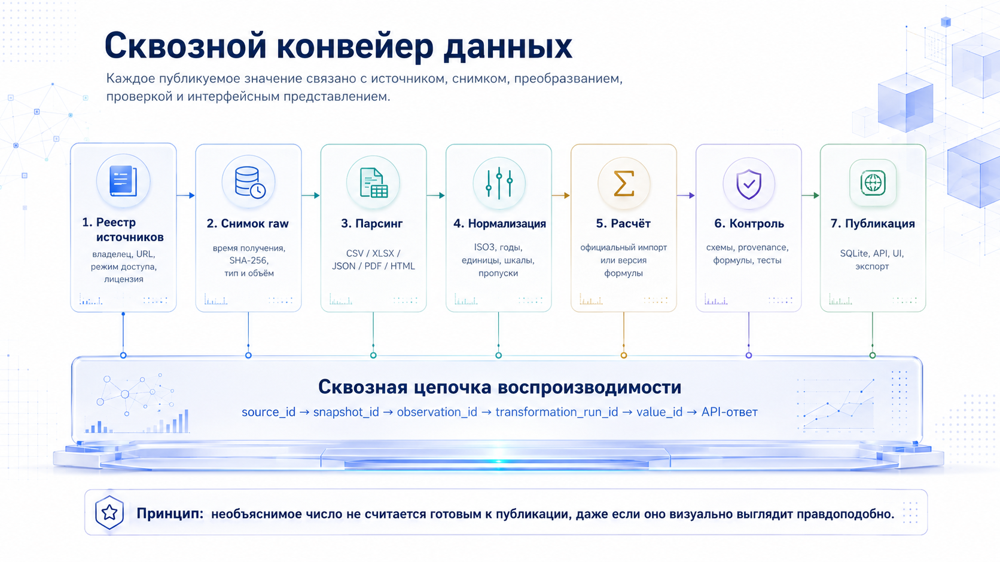 Сквозной конвейер данных
Каждое публикуемое значение связано с источником, снимком, преобразванием,
проверкой и интерфейсным представлением.
1. Реестр
источников
владелец, URL,
режим доступа,
лицензия
2. Снимок raw
время получения,
SHA-256,
тип и объём
3. Парсинг
CSV / XLSX /
JSON / PDF / HTML
4. Нормализация
ISO3, годы,
единицы, шкалы,
пропуски
5. Расчёт
официальный импорт
или версия
формулы
6. Контроль
схемы, provenance,
формулы, тесты
7. Публикация
SQLite, API, UI,
экспорт
Сквозная цепочка воспроизводимости
source_id → snapshot_id → observation_id → transformation_run_id → value_id → API-ответ
Принцип: необъяснимое число не считается готовым к публикации, даже если оно визуально выглядит правдоподобно.